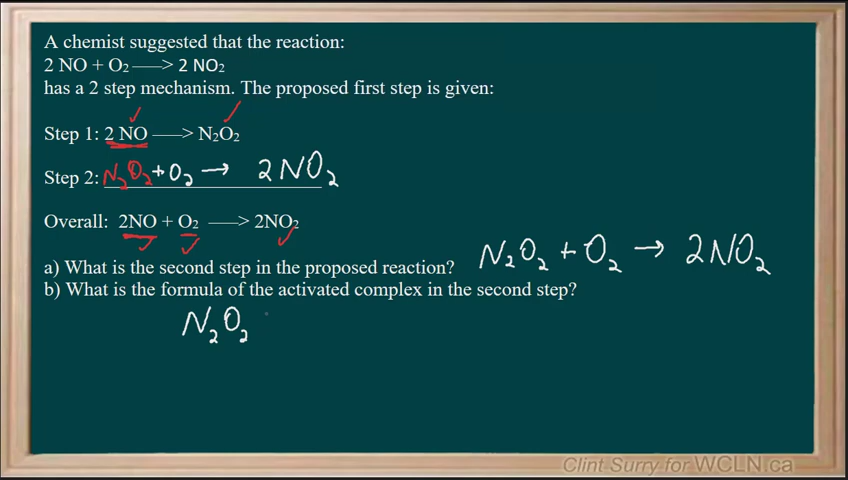 A chemist suggested that the reaction:
2 NO + O₂ ——> 2 NO₂
has a 2 step mechanism. The proposed first step is given:
Step 1: 2 NO ——> N₂O₂
Step 2: N₂O₂ + O₂ → 2NO₂
Overall: 2NO + O₂ ——> 2NO₂
a) What is the second step in the proposed reaction? N₂O₂ + O₂ → 2NO₂
b) What is the formula of the activated complex in the second step?
N₂O₂
Clint Surry for WCLN.ca